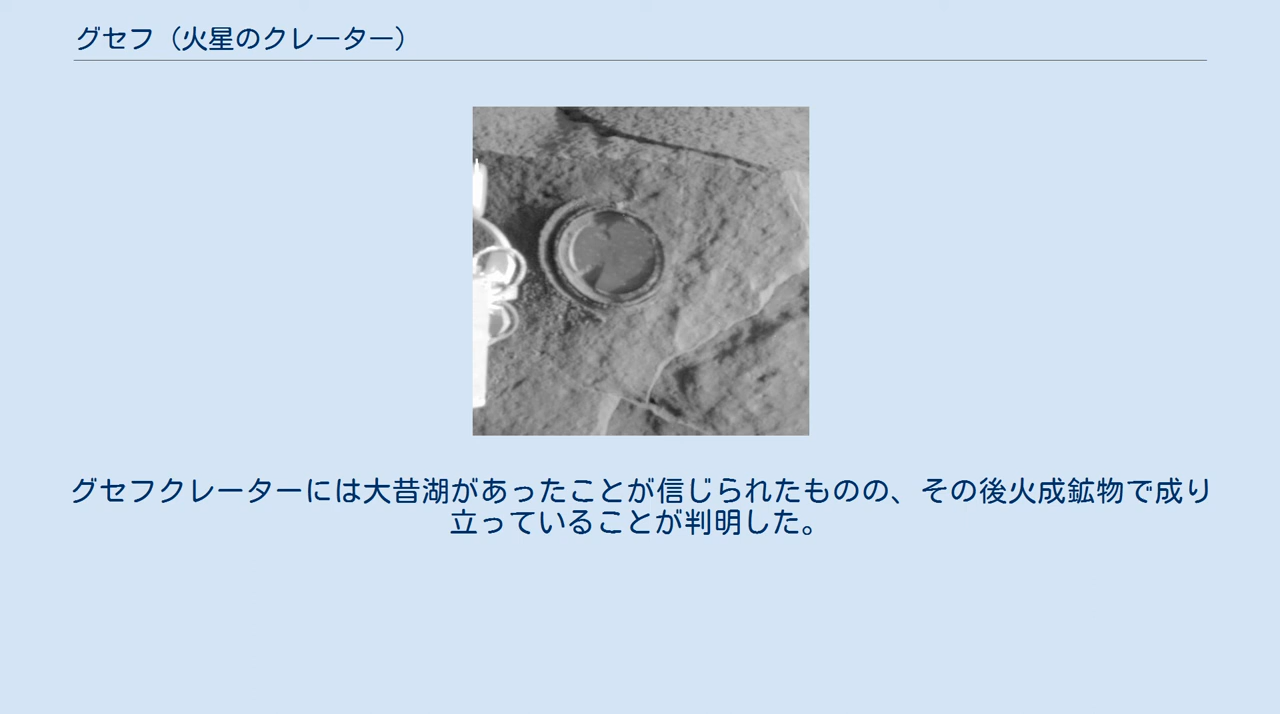 グセフ（火星のクレーター）
グセフクレーターには大昔湖があったことが信じられたものの、その後火成鉱物で成り
立っていることが判明した。